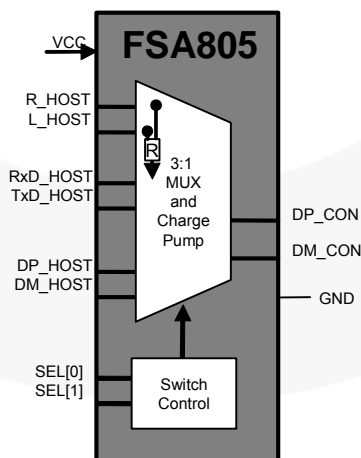 FSA805
VCC
R_HOST
L_HOST
R
RxD_HOST
TxD_HOST
3:1
MUX
and
Charge
Pump
DP_CON
DM_CON
DP_HOST
DM_HOST
GND
SEL[0]
SEL[1]
Switch
Control